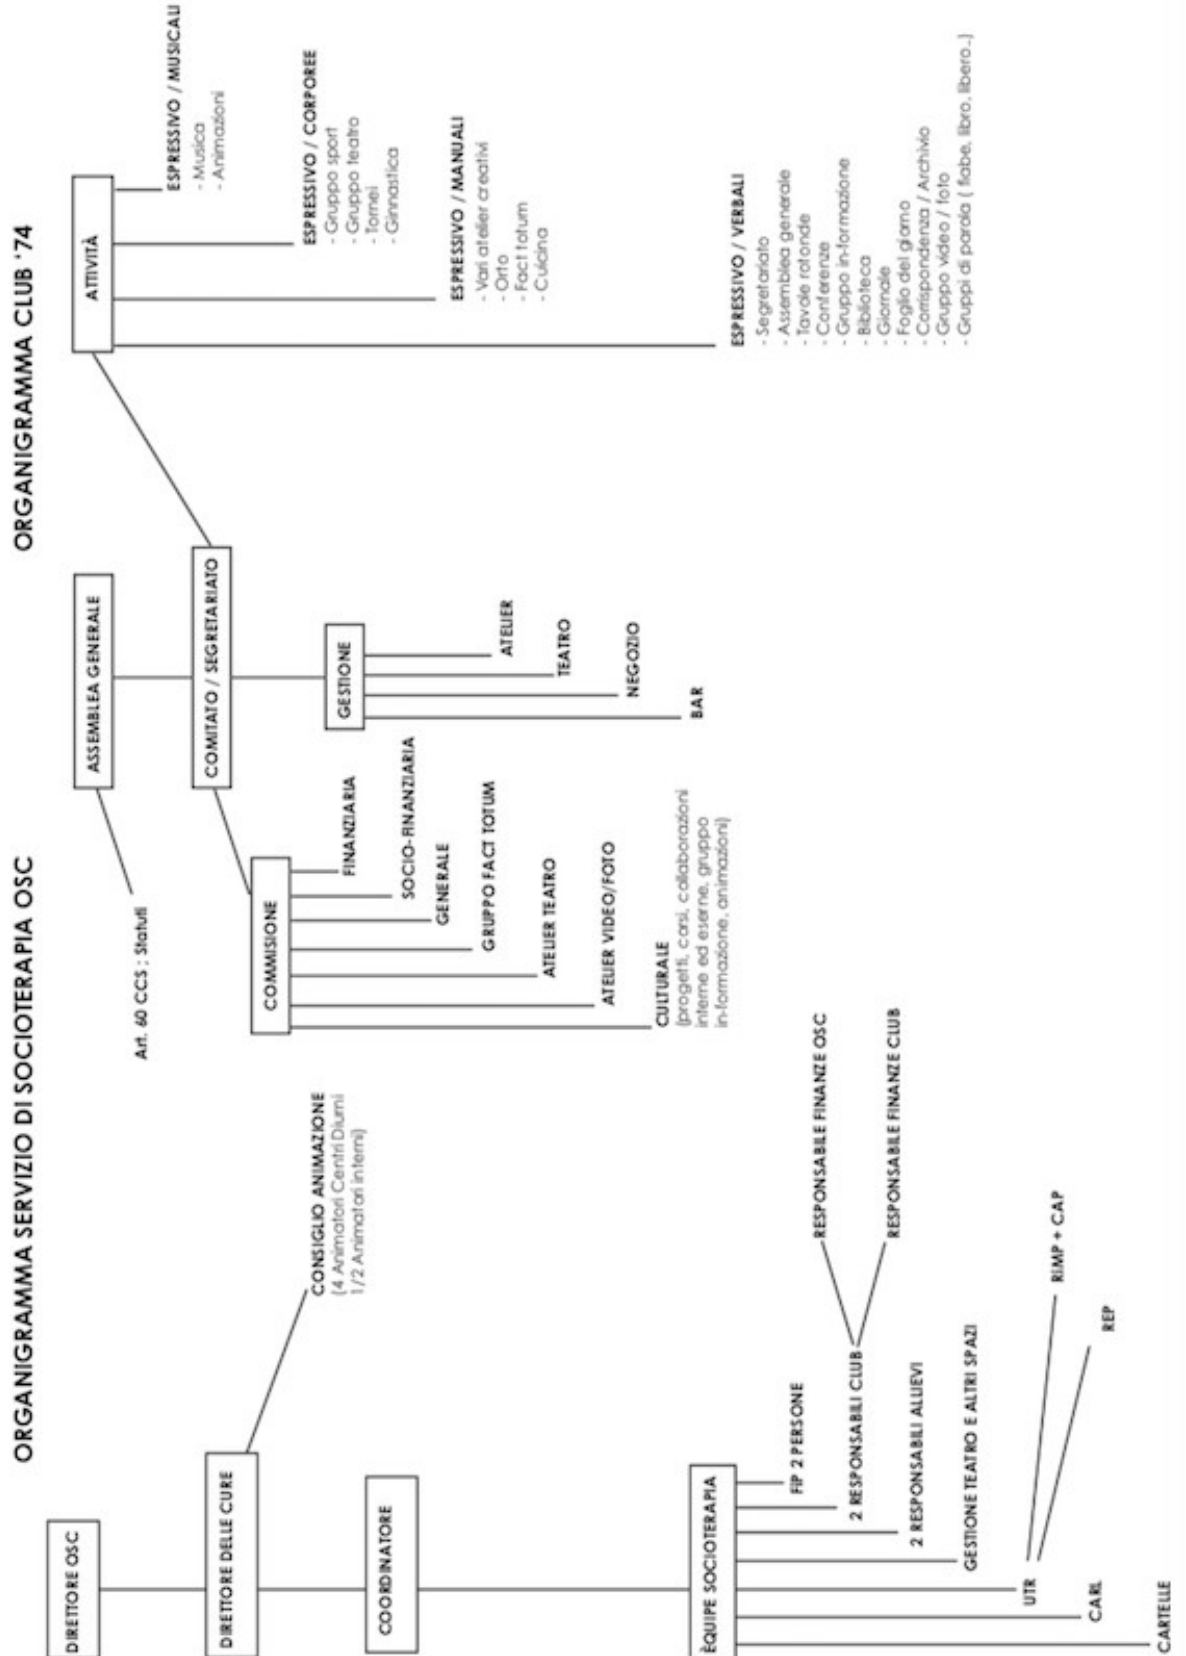 ORGANIGRAMMA SERVIZIO DI SOCIOTERAPIA OSC
DIRETTORE OSC
DIRETTORE DELLE CURE
CONSIGLIO ANIMAZIONE
(4 Animatori Centri Diurni
1/2 Animatori interni)
COORDINATORE
ÈQUIPE SOCIOTERAPIA
FIP 2 PERSONE
2 RESPONSABILI CLUB
RESPONSABILE FINANZE OSC
RESPONSABILE FINANZE CLUB
2 RESPONSABILI ALLIEVI
GESTIONE TEATRO E ALTRI SPAZI
UTR
RIMP + CAP
REP
CARL
CARTELLE
ORGANIGRAMMA CLUB '74
ASSEMBLEA GENERALE
Art. 60 CCS ; Statuti
COMITATO / SEGRETARIATO
COMMISIONE
FINANZIARIA
SOCIO-FINANZIARIA
GENERALE
GRUPPO FACT TOTUM
ATELIER TEATRO
ATELIER VIDEO/FOTO
CULTURALE
(progetti, corsi, collaborazioni
interne ed eserne, gruppo
in-formazione, animazioni)
GESTIONE
ATELIER
TEATRO
NEGOZIO
BAR
ATTIVITÀ
ESPRESSIVO / MUSICALI
- Musica
- Animazioni
ESPRESSIVO / CORPOREE
- Gruppo sport
- Gruppo teatro
- Tornei
- Ginnastica
ESPRESSIVO / MANUALI
- Vari atelier creativi
- Orto
- Fact totum
- Cuicina
ESPRESSIVO / VERBALI
- Segretariato
- Assemblea generale
- Tavole rotonde
- Conferenze
- Gruppo in-formazione
- Biblioteca
- Giornale
- Foglio del giorno
- Corrispondenza / Archivio
- Gruppo video / foto
- Gruppi di parola ( fiabe, libro, libero..)